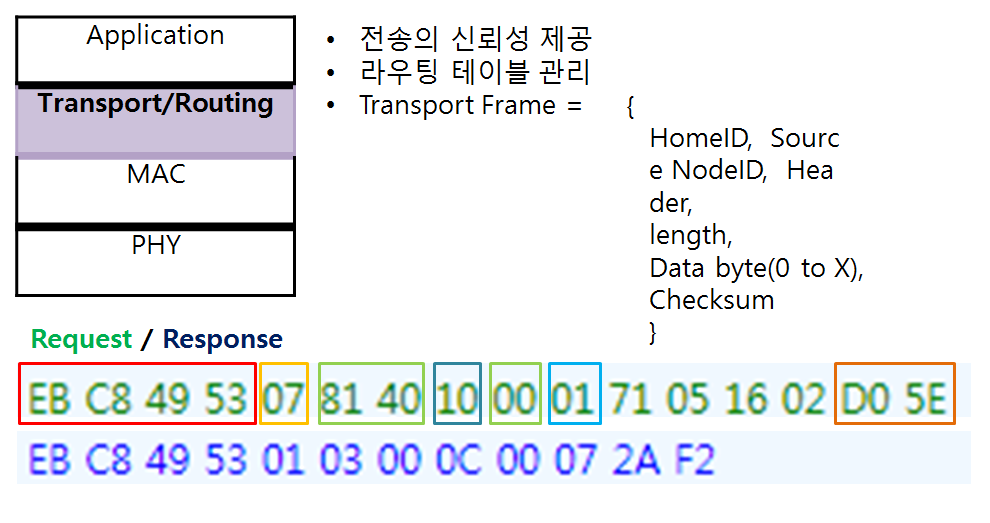 Application
Transport/Routing
MAC
PHY
• 전송의 신뢰성 제공
• 라우팅 테이블 관리
• Transport Frame = {
HomeID, Sourc
e NodeID, Hea
der,
length,
Data byte(0 to X),
Checksum
}
Request / Response
EB C8 49 53 07 81 40 10 00 01 71 05 16 02 D0 5E
EB C8 49 53 01 03 00 0C 00 07 2A F2